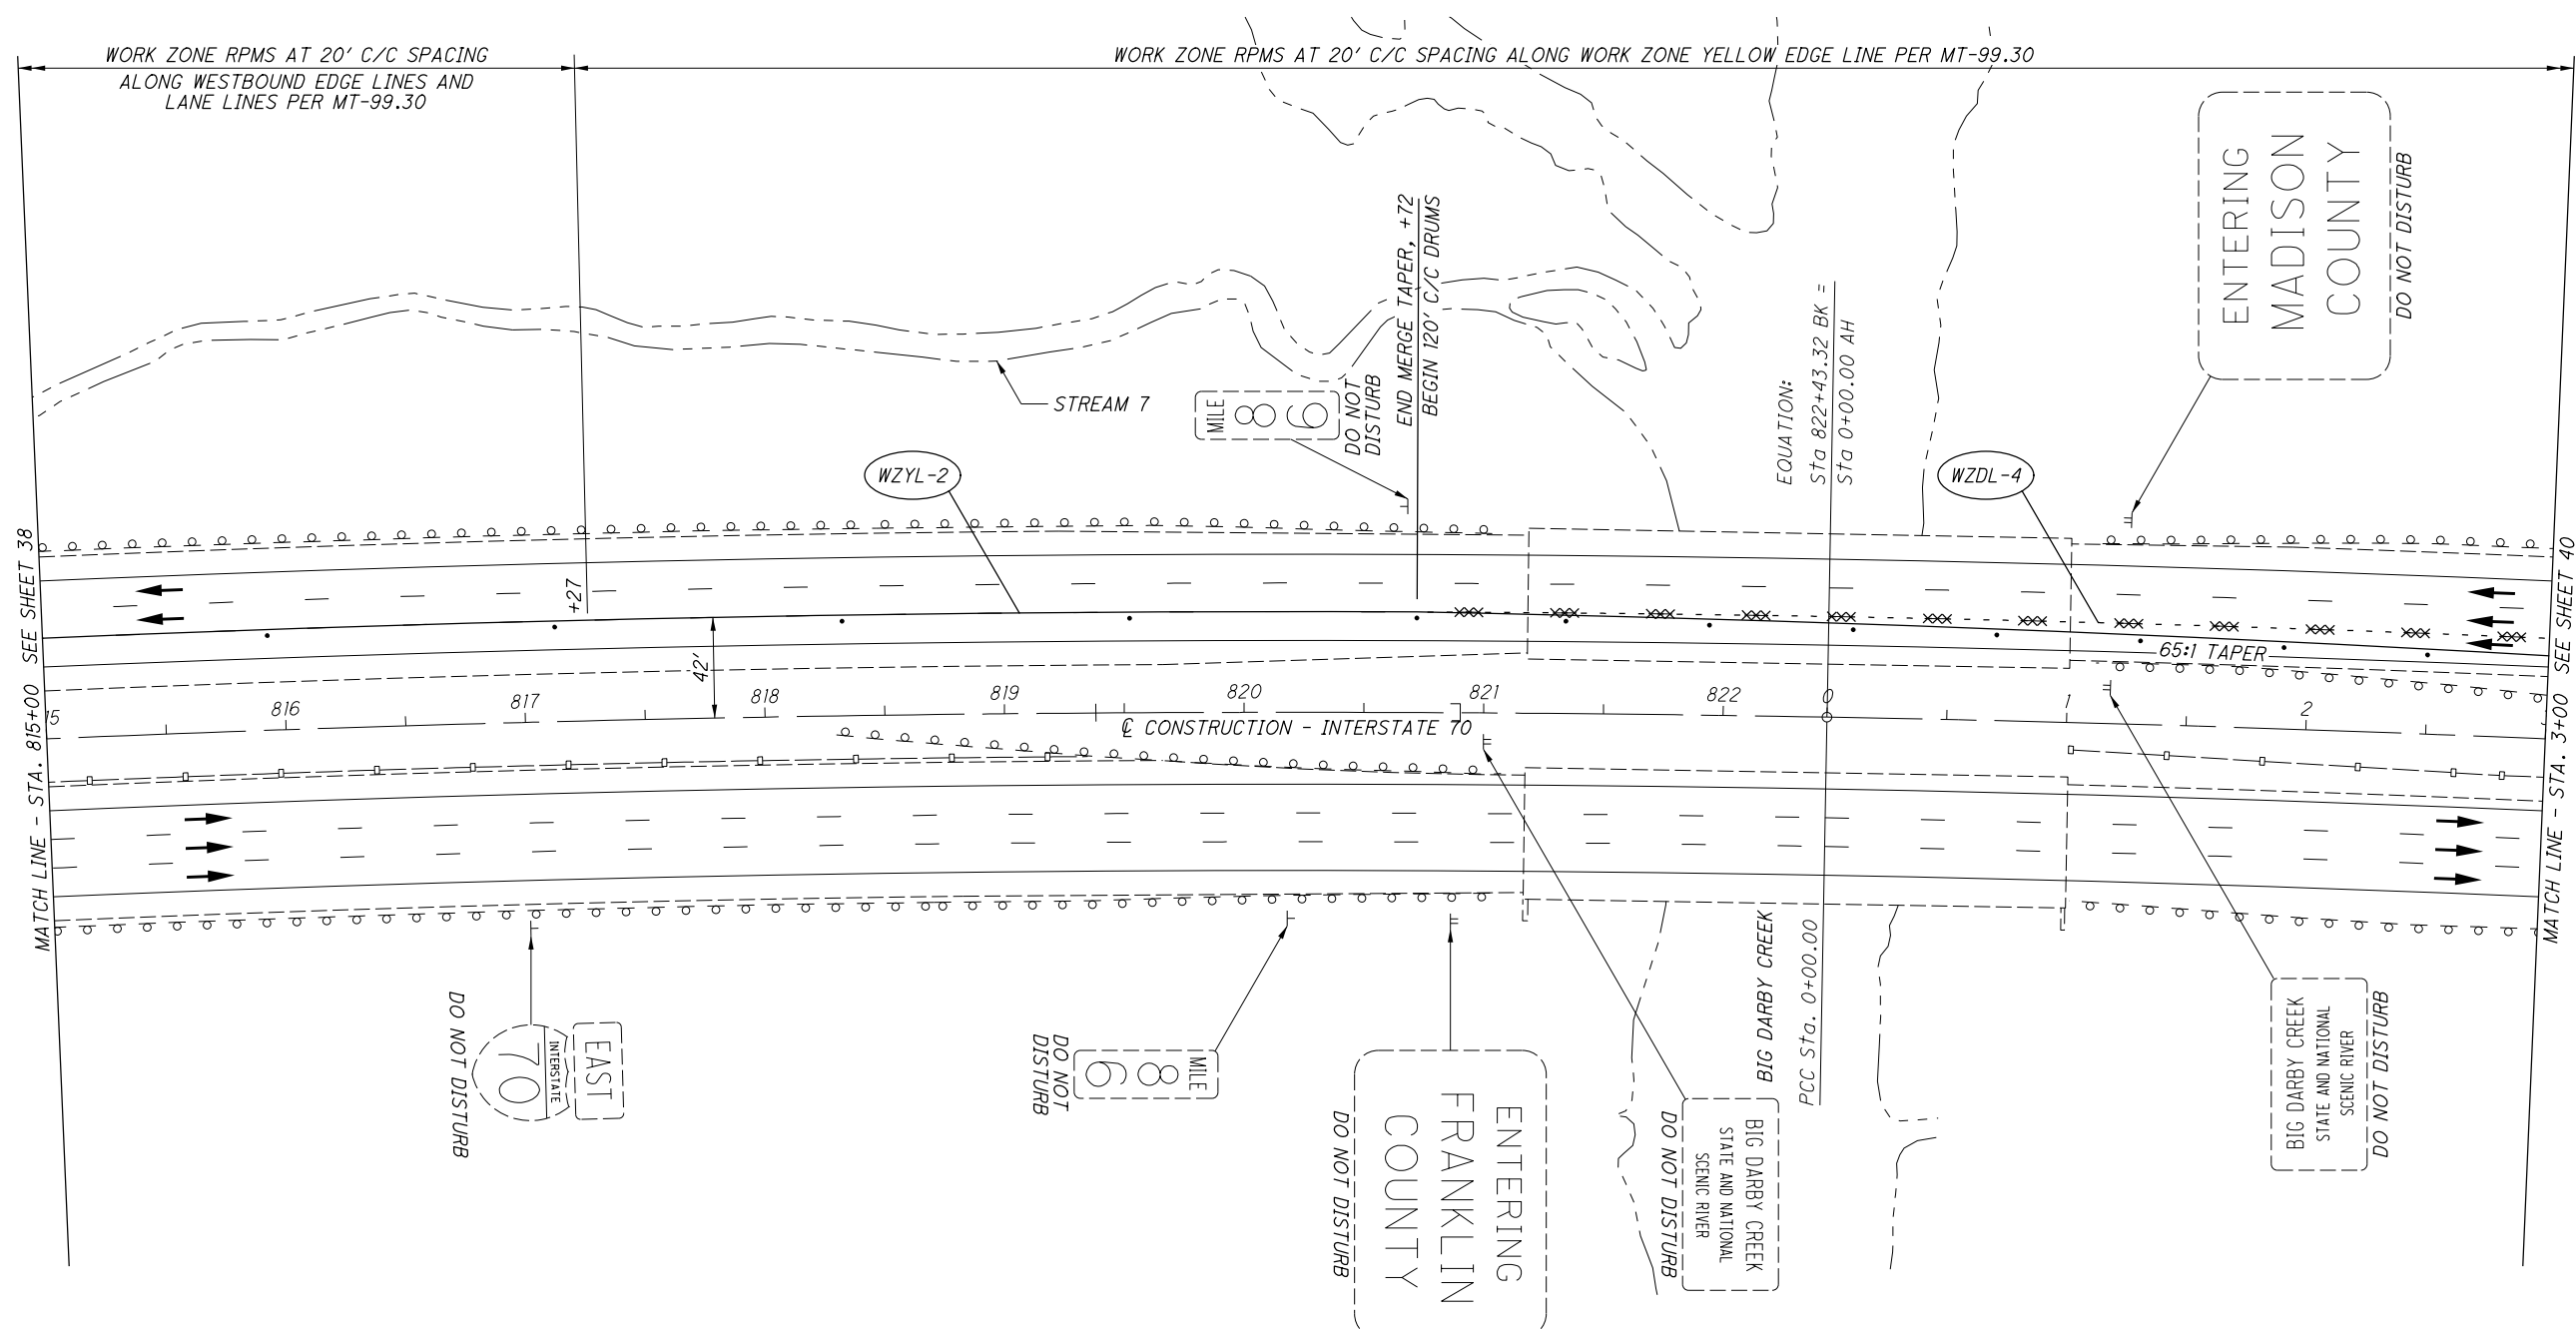 WORK ZONE RPMS AT 20' C/C SPACING
ALONG WESTBOUND EDGE LINES AND
LANE LINES PER MT-99.30
WORK ZONE RPMS AT 20' C/C SPACING ALONG WORK ZONE YELLOW EDGE LINE PER MT-99.30
ENTERING
MADISON
COUNTY
DO NOT DISTURB
END MERGE TAPER, +72
BEGIN 120' C/C DRUMS
EQUATION:
Sta 822+43.32 BK =
Sta 0+00.00 AH
STREAM 7
MILE
86
DO NOT
DISTURB
WZYL-2
WZDL-4
MATCH LINE - STA. 815+00 SEE SHEET 38
MATCH LINE - STA. 3+00 SEE SHEET 40
+27
42'
65:1 TAPER
15
816
817
818
819
820
821
822
0
1
2
℄ CONSTRUCTION - INTERSTATE 70
DO NOT DISTURB
EAST
INTERSTATE
70
MILE
86
DO NOT
DISTURB
ENTERING
FRANKLIN
COUNTY
DO NOT DISTURB
BIG DARBY CREEK
STATE AND NATIONAL
SCENIC RIVER
DO NOT DISTURB
BIG DARBY CREEK
PCC Sta. 0+00.00
BIG DARBY CREEK
STATE AND NATIONAL
SCENIC RIVER
DO NOT DISTURB